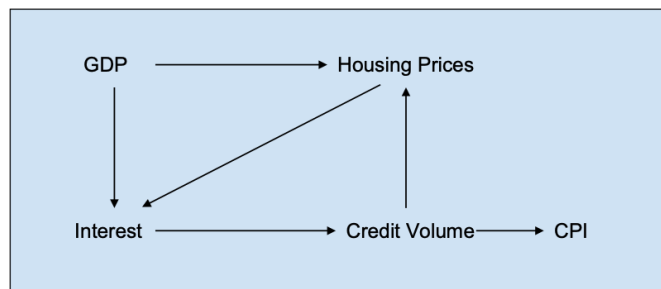 GDP
Housing Prices
Interest
Credit Volume
CPI